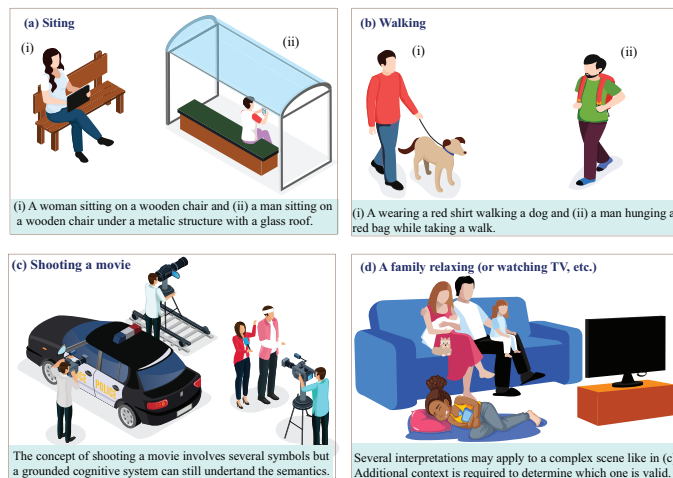 (a) Siting
(i)
(ii)
(i) A woman sitting on a wooden chair and (ii) a man sitting on
a wooden chair under a metalic structure with a glass roof.
(b) Walking
(i)
(ii)
(i) A wearing a red shirt walking a dog and (ii) a man hunging a
red bag while taking a walk.
(c) Shooting a movie
POLICE
The concept of shooting a movie involves several symbols but
a grounded cognitive system can still undertand the semantics.
(d) A family relaxing (or watching TV, etc.)
Several interpretations may apply to a complex scene like in (c
Additional context is required to determine which one is valid.